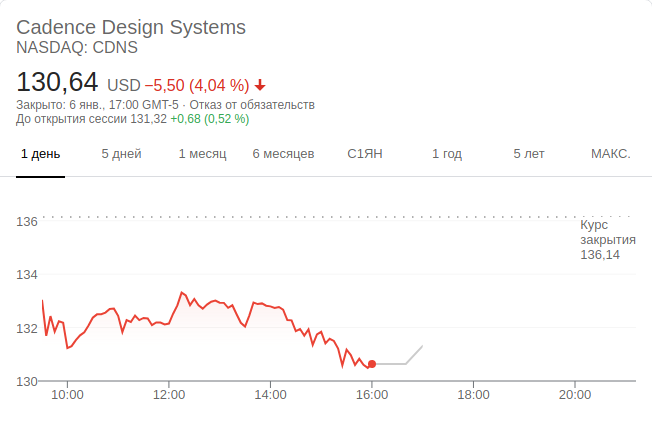 Cadence Design Systems
NASDAQ: CDNS
130,64 USD −5,50 (4,04 %)
Закрыто: 6 янв., 17:00 GMT-5 · Отказ от обязательств
До открытия сессии 131,32 +0,68 (0,52 %)
1 день 5 дней 1 месяц 6 месяцев С1ЯН 1 год 5 лет МАКС.
136
Курс
закрытия
136,14
134
132
130
10:00 12:00 14:00 16:00 18:00 20:00